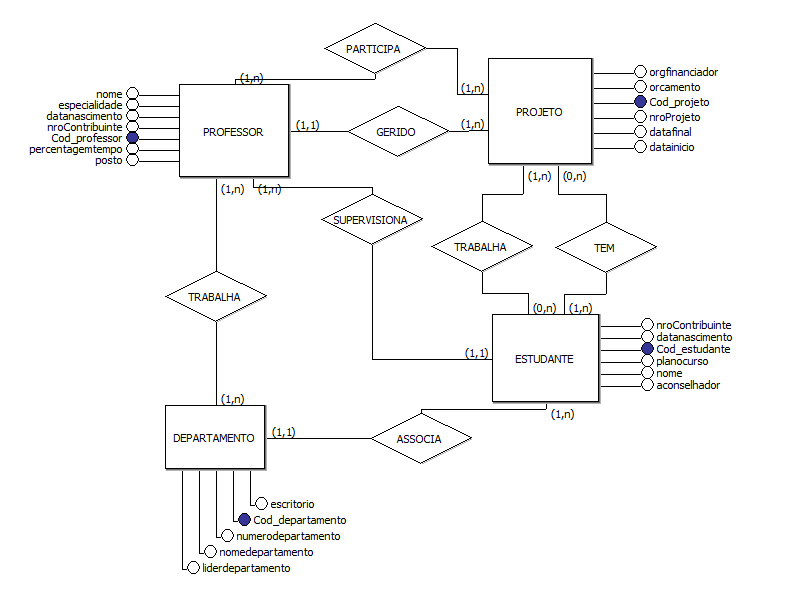 PARTICIPA
(1,n)
(1,n)
nome
especialidade
datanascimento
nroContribuinte
Cod_professor
percentagemtempo
posto
PROFESSOR
(1,1)
GERIDO
(1,n)
PROJETO
orgfinanciador
orcamento
Cod_projeto
nroProjeto
datafinal
datainicio
(1,n)
(1,n)
(1,n)
(0,n)
SUPERVISIONA
TRABALHA
TEM
TRABALHA
(0,n)
(1,n)
(1,1)
ESTUDANTE
nroContribuinte
datanascimento
Cod_estudante
planocurso
nome
aconselhador
(1,n)
(1,n)
DEPARTAMENTO
(1,1)
ASSOCIA
escritorio
Cod_departamento
numerodepartamento
nomedepartamento
liderdepartamento